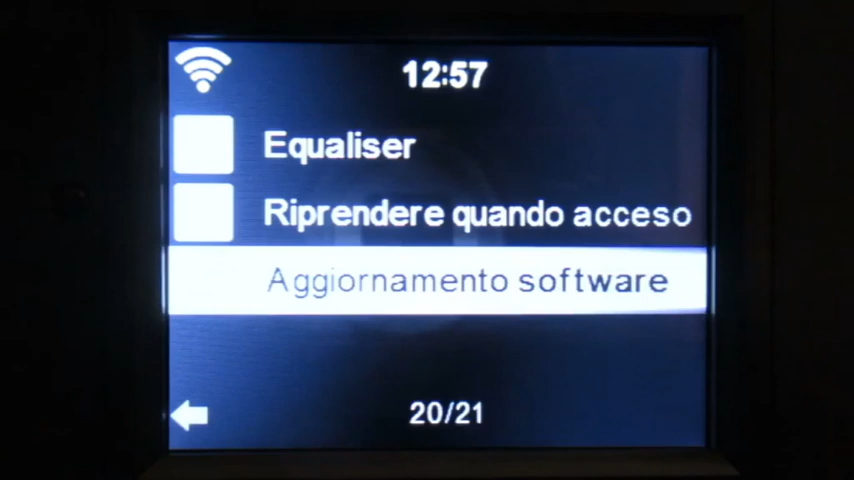 12:57
Equaliser
Riprendere quando acceso
Aggiornamento software
20/21